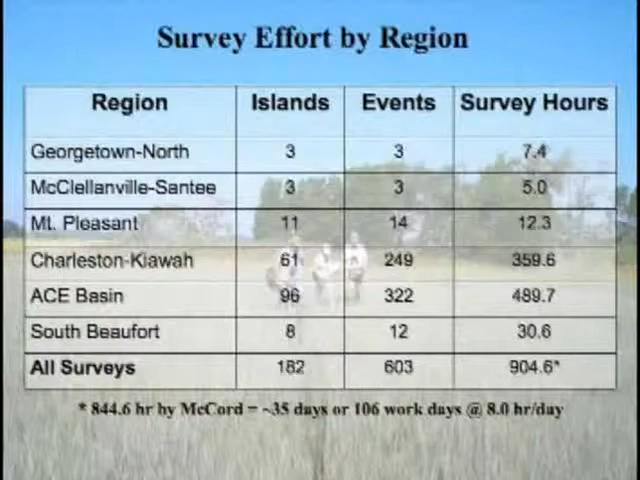 Survey Effort by Region
Region Islands Events Survey Hours
Georgetown-North 3 3 7.4
McClellanville-Santee 3 3 5.0
Mt. Pleasant 11 14 12.3
Charleston-Kiawah 61 249 359.6
ACE Basin 96 322 489.7
South Beaufort 8 12 30.6
All Surveys 182 603 904.6*
* 844.6 hr by McCord = ~35 days or 106 work days @ 8.0 hr/day